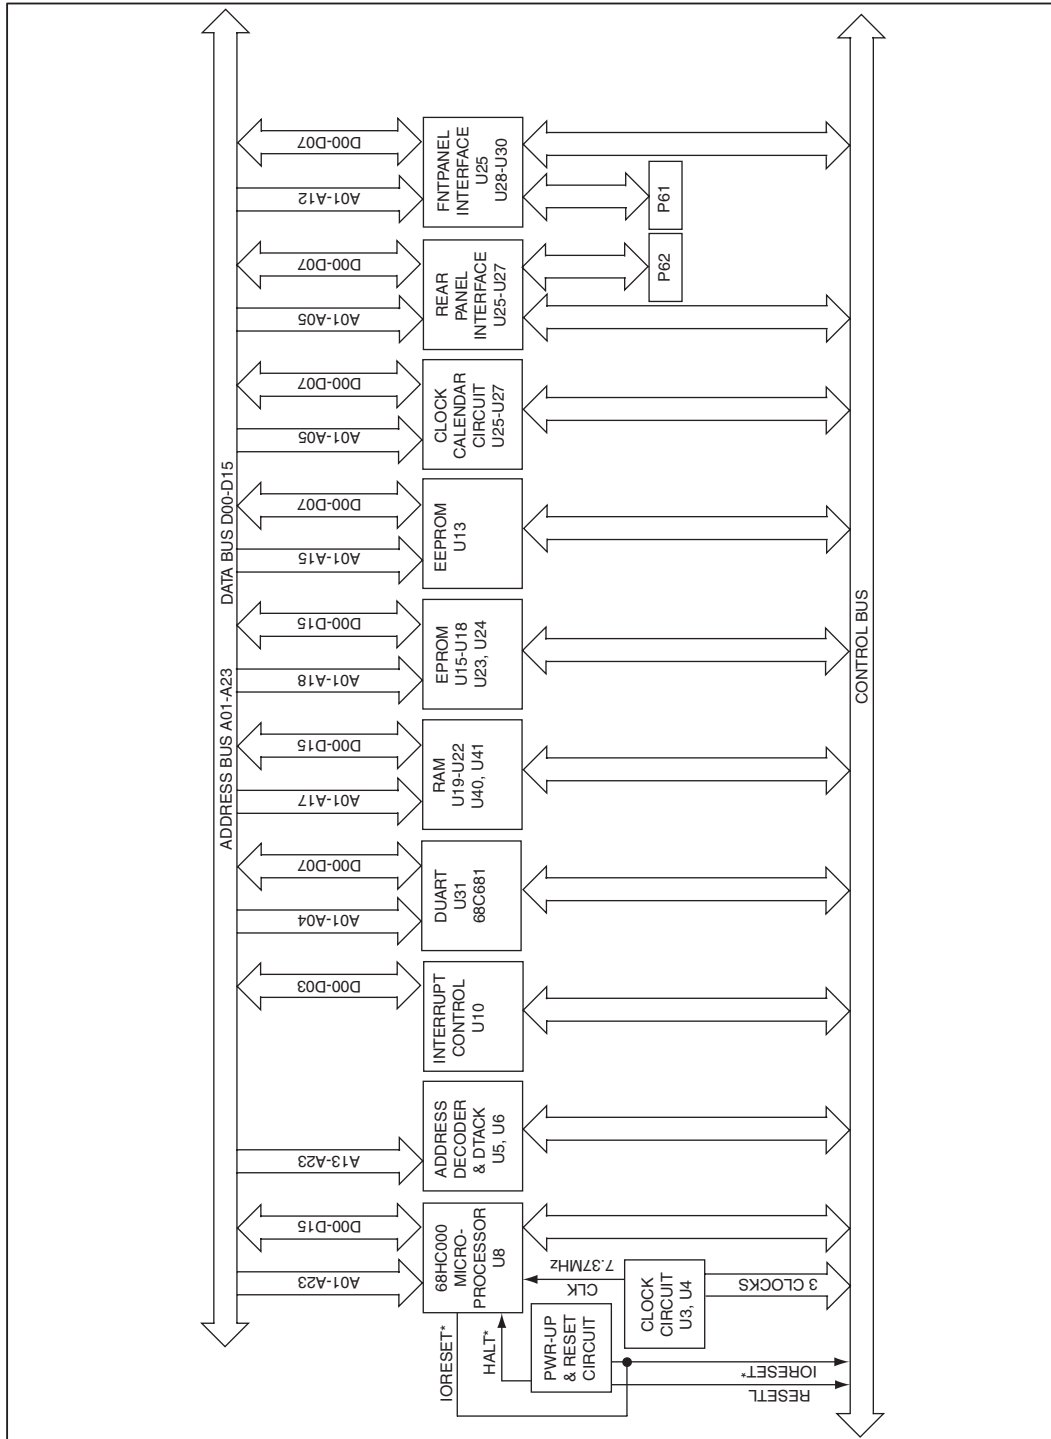 ADDRESS BUS A01-A23
DATA BUS D00-D15
A01-A23
D00-D15
A13-A23
D00-D03
A01-A04
D00-D07
A01-A17
D00-D15
A01-A18
D00-D15
A01-A15
D00-D07
A01-A05
D00-D07
A01-A05
D00-D07
A01-A12
D00-D07
68HC000
MICRO-
PROCESSOR
U8
ADDRESS
DECODER
& DTACK
U5, U6
INTERRUPT
CONTROL
U10
DUART
U31
68C681
RAM
U19-U22
U40, U41
EPROM
U15-U18
U23, U24
EEPROM
U13
CLOCK
CALENDAR
CIRCUIT
U25-U27
REAR
PANEL
INTERFACE
U25-U27
FNTPANEL
INTERFACE
U25
U28-U30
IORESET*
HALT*
CLK
7.37MHz
PWR-UP
& RESET
CIRCUIT
CLOCK
CIRCUIT
U3, U4
P62
P61
RESETL
IORESET*
3 CLOCKS
CONTROL BUS